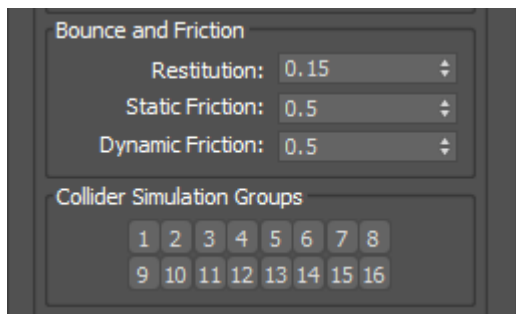 Bounce and Friction
Restitution: 0.15
Static Friction: 0.5
Dynamic Friction: 0.5
Collider Simulation Groups
1 2 3 4 5 6 7 8
9 10 11 12 13 14 15 16